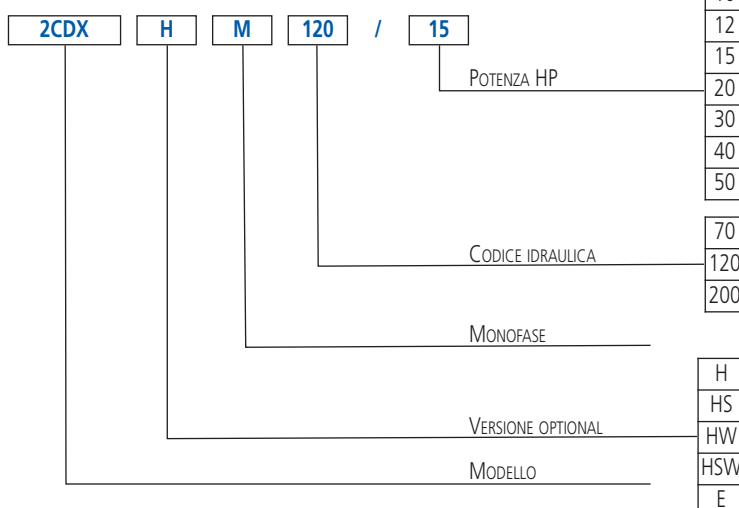 2CDX H M 120 / 15
POTENZA HP
12
15
20
30
40
50
CODICE IDRAULICA
70
120
200
MONOFASE
VERSIONE OPTIONAL
H
HS
HW
HSW
E
MODELLO